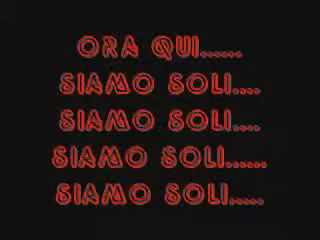 ORA QUI......
SIAMO SOLI....
SIAMO SOLI....
SIAMO SOLI......
SIAMO SOLI.....